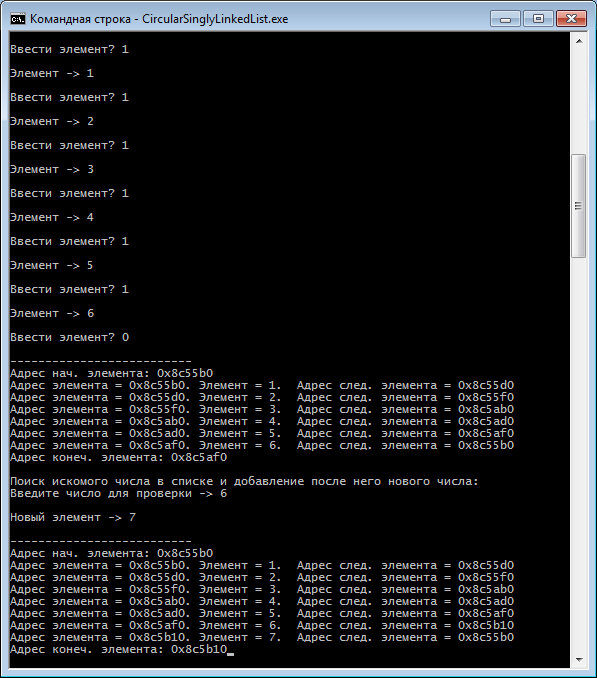 Командная строка - CircularSinglyLinkedList.exe
Ввести элемент? 1
Элемент -> 1
Ввести элемент? 1
Элемент -> 2
Ввести элемент? 1
Элемент -> 3
Ввести элемент? 1
Элемент -> 4
Ввести элемент? 1
Элемент -> 5
Ввести элемент? 1
Элемент -> 6
Ввести элемент? 0
--------------------------
Адрес нач. элемента: 0x8c55b0
Адрес элемента = 0x8c55b0. Элемент = 1.  Адрес след. элемента = 0x8c55d0
Адрес элемента = 0x8c55d0. Элемент = 2.  Адрес след. элемента = 0x8c55f0
Адрес элемента = 0x8c55f0. Элемент = 3.  Адрес след. элемента = 0x8c5ab0
Адрес элемента = 0x8c5ab0. Элемент = 4.  Адрес след. элемента = 0x8c5ad0
Адрес элемента = 0x8c5ad0. Элемент = 5.  Адрес след. элемента = 0x8c5af0
Адрес элемента = 0x8c5af0. Элемент = 6.  Адрес след. элемента = 0x8c55b0
Адрес конеч. элемента: 0x8c5af0
Поиск искомого числа в списке и добавление после него нового числа:
Введите число для проверки -> 6
Новый элемент -> 7
--------------------------
Адрес нач. элемента: 0x8c55b0
Адрес элемента = 0x8c55b0. Элемент = 1.  Адрес след. элемента = 0x8c55d0
Адрес элемента = 0x8c55d0. Элемент = 2.  Адрес след. элемента = 0x8c55f0
Адрес элемента = 0x8c55f0. Элемент = 3.  Адрес след. элемента = 0x8c5ab0
Адрес элемента = 0x8c5ab0. Элемент = 4.  Адрес след. элемента = 0x8c5ad0
Адрес элемента = 0x8c5ad0. Элемент = 5.  Адрес след. элемента = 0x8c5af0
Адрес элемента = 0x8c5af0. Элемент = 6.  Адрес след. элемента = 0x8c5b10
Адрес элемента = 0x8c5b10. Элемент = 7.  Адрес след. элемента = 0x8c55b0
Адрес конеч. элемента: 0x8c5b10